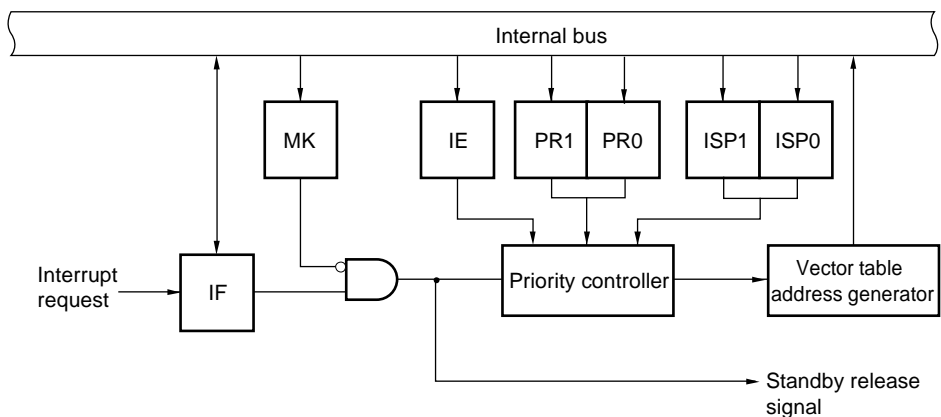 Internal bus
MK
IE
PR1
PR0
ISP1
ISP0
Interrupt
request
IF
Priority controller
Vector table
address generator
Standby release
signal